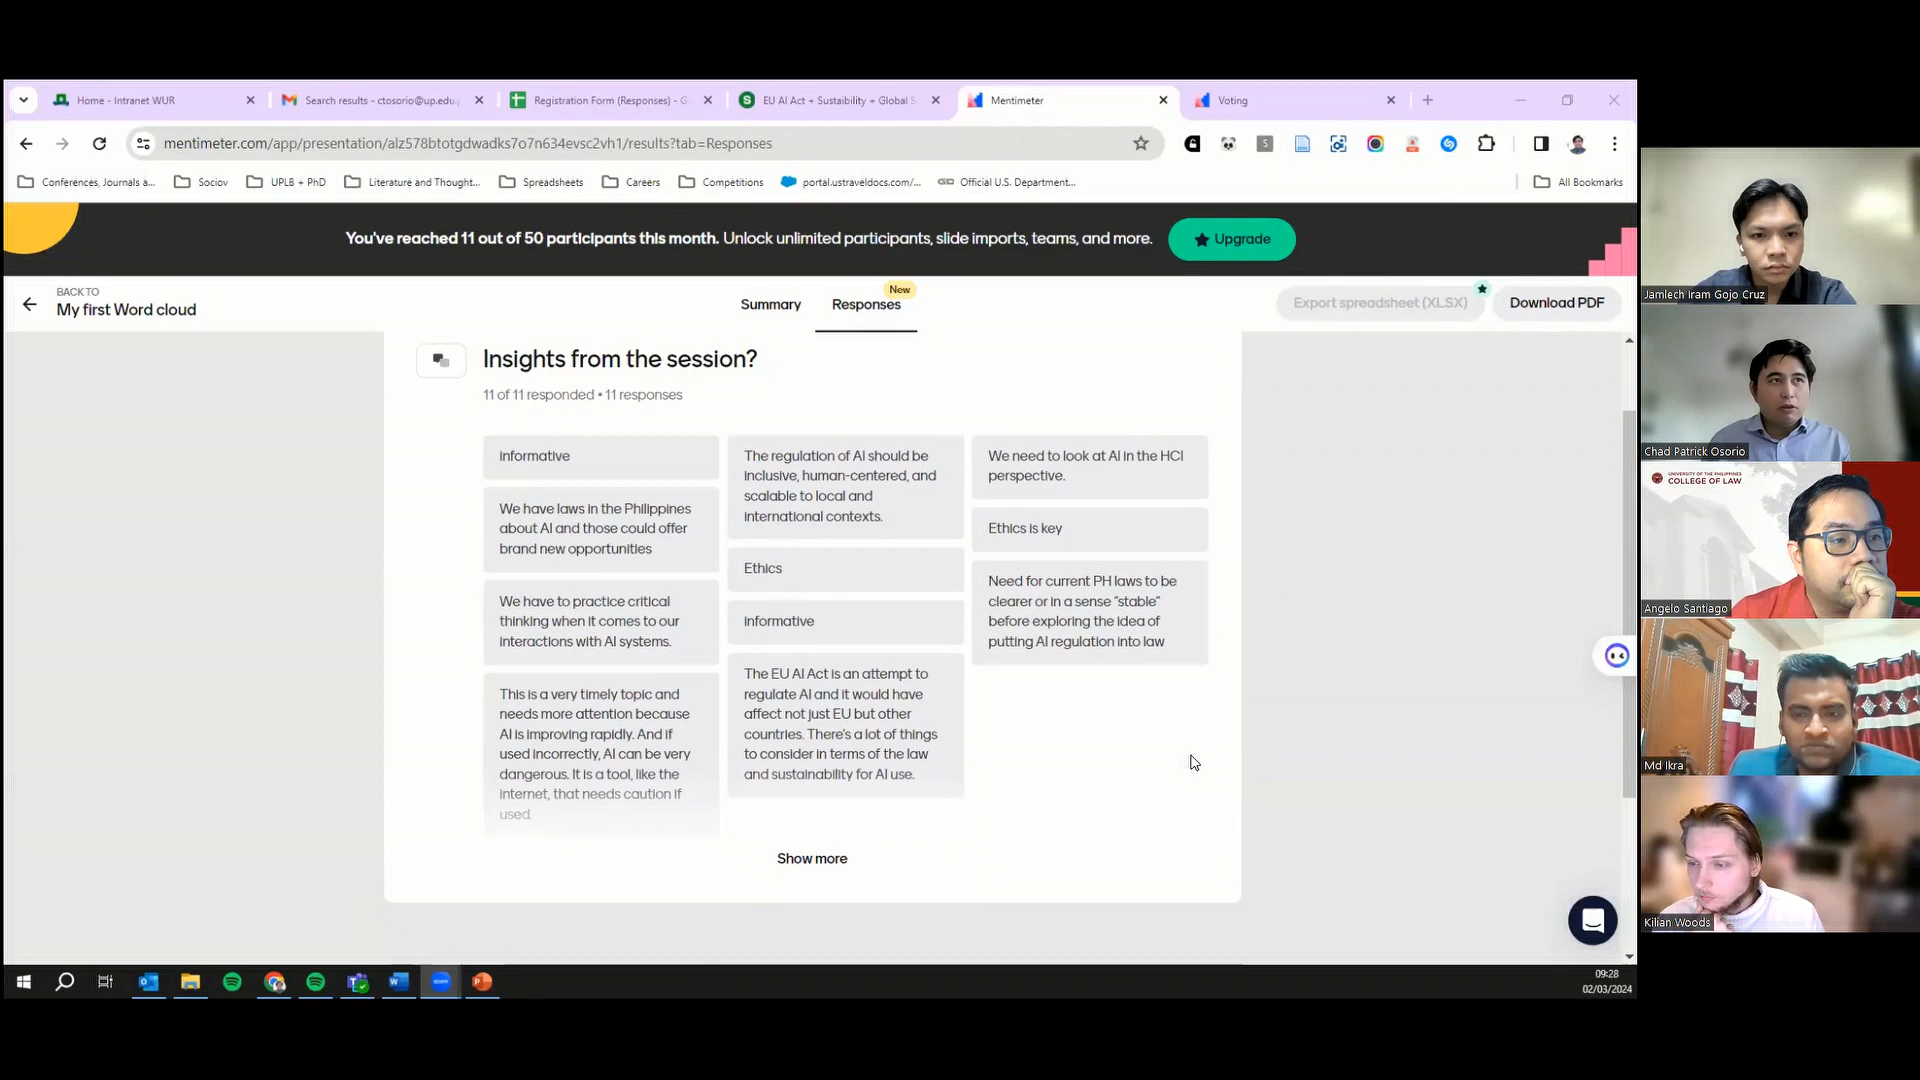 Home - Intranet WUR
Search results - ctosorio@up.edu.
Registration Form (Responses) - G
EU AI Act + Sustaibility + Global S
Mentimeter
Voting
mentimeter.com/app/presentation/alz578btotgdwadks7o7n634evsc2vh1/results?tab=Responses
Conferences, Journals a...
Sociov
UPLB + PhD
Literature and Thought...
Spreadsheets
Careers
Competitions
portal.ustraveldocs.com/...
Official U.S. Department...
All Bookmarks
You've reached 11 out of 50 participants this month. Unlock unlimited participants, slide imports, teams, and more.
Upgrade
BACK TO
My first Word cloud
Summary
Responses
New
Export spreadsheet (XLSX)
Download PDF
Insights from the session?
11 of 11 responded • 11 responses
informative
We have laws in the Philippines
about AI and those could offer
brand new opportunities
We have to practice critical
thinking when it comes to our
interactions with AI systems.
This is a very timely topic and
needs more attention because
AI is improving rapidly. And if
used incorrectly, AI can be very
dangerous. It is a tool, like the
internet, that needs caution if
used.
The regulation of AI should be
inclusive, human-centered, and
scalable to local and
international contexts.
Ethics
informative
The EU AI Act is an attempt to
regulate AI and it would have
affect not just EU but other
countries. There's a lot of things
to consider in terms of the law
and sustainability for AI use.
We need to look at AI in the HCI
perspective.
Ethics is key
Need for current PH laws to be
clearer or in a sense "stable"
before exploring the idea of
putting AI regulation into law
Show more
09:28
02/03/2024
Jamlech Iram Gojo Cruz
Chad Patrick Osorio
UNIVERSITY OF THE PHILIPPINES
COLLEGE OF LAW
Angelo Santiago
Md Ikra
Kilian Woods